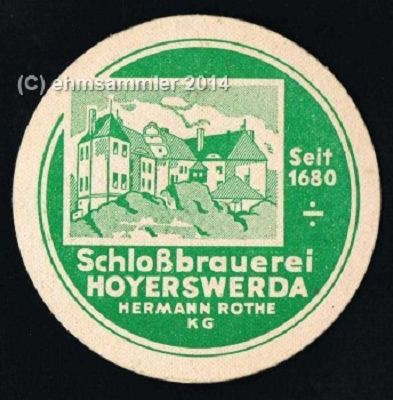 (C) ehmsammler 2014
Seit
1680
Schloßbrauerei
HOYERSWERDA
HERMANN ROTHE
KG